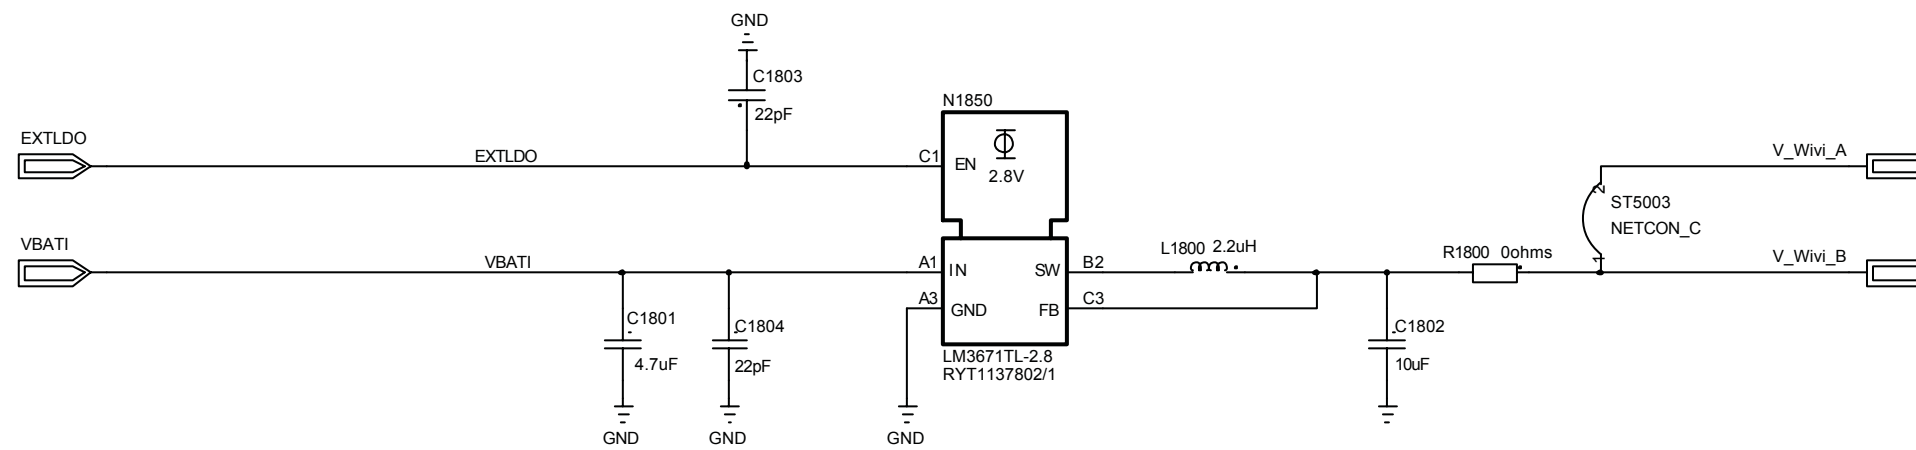 GND
C1803
22pF
N1850
EXTLDO
EXTLDO
C1
EN
2.8V
V_Wivi_A
2
ST5003
NETCON_C
1
VBATI
VBATI
A1
IN
SW
B2
L1800 2.2uH
R1800 0ohms
V_Wivi_B
A3
GND
FB
C3
C1801
4.7uF
C1804
22pF
C1802
10uF
LM3671TL-2.8
RYT1137802/1
GND
GND
GND